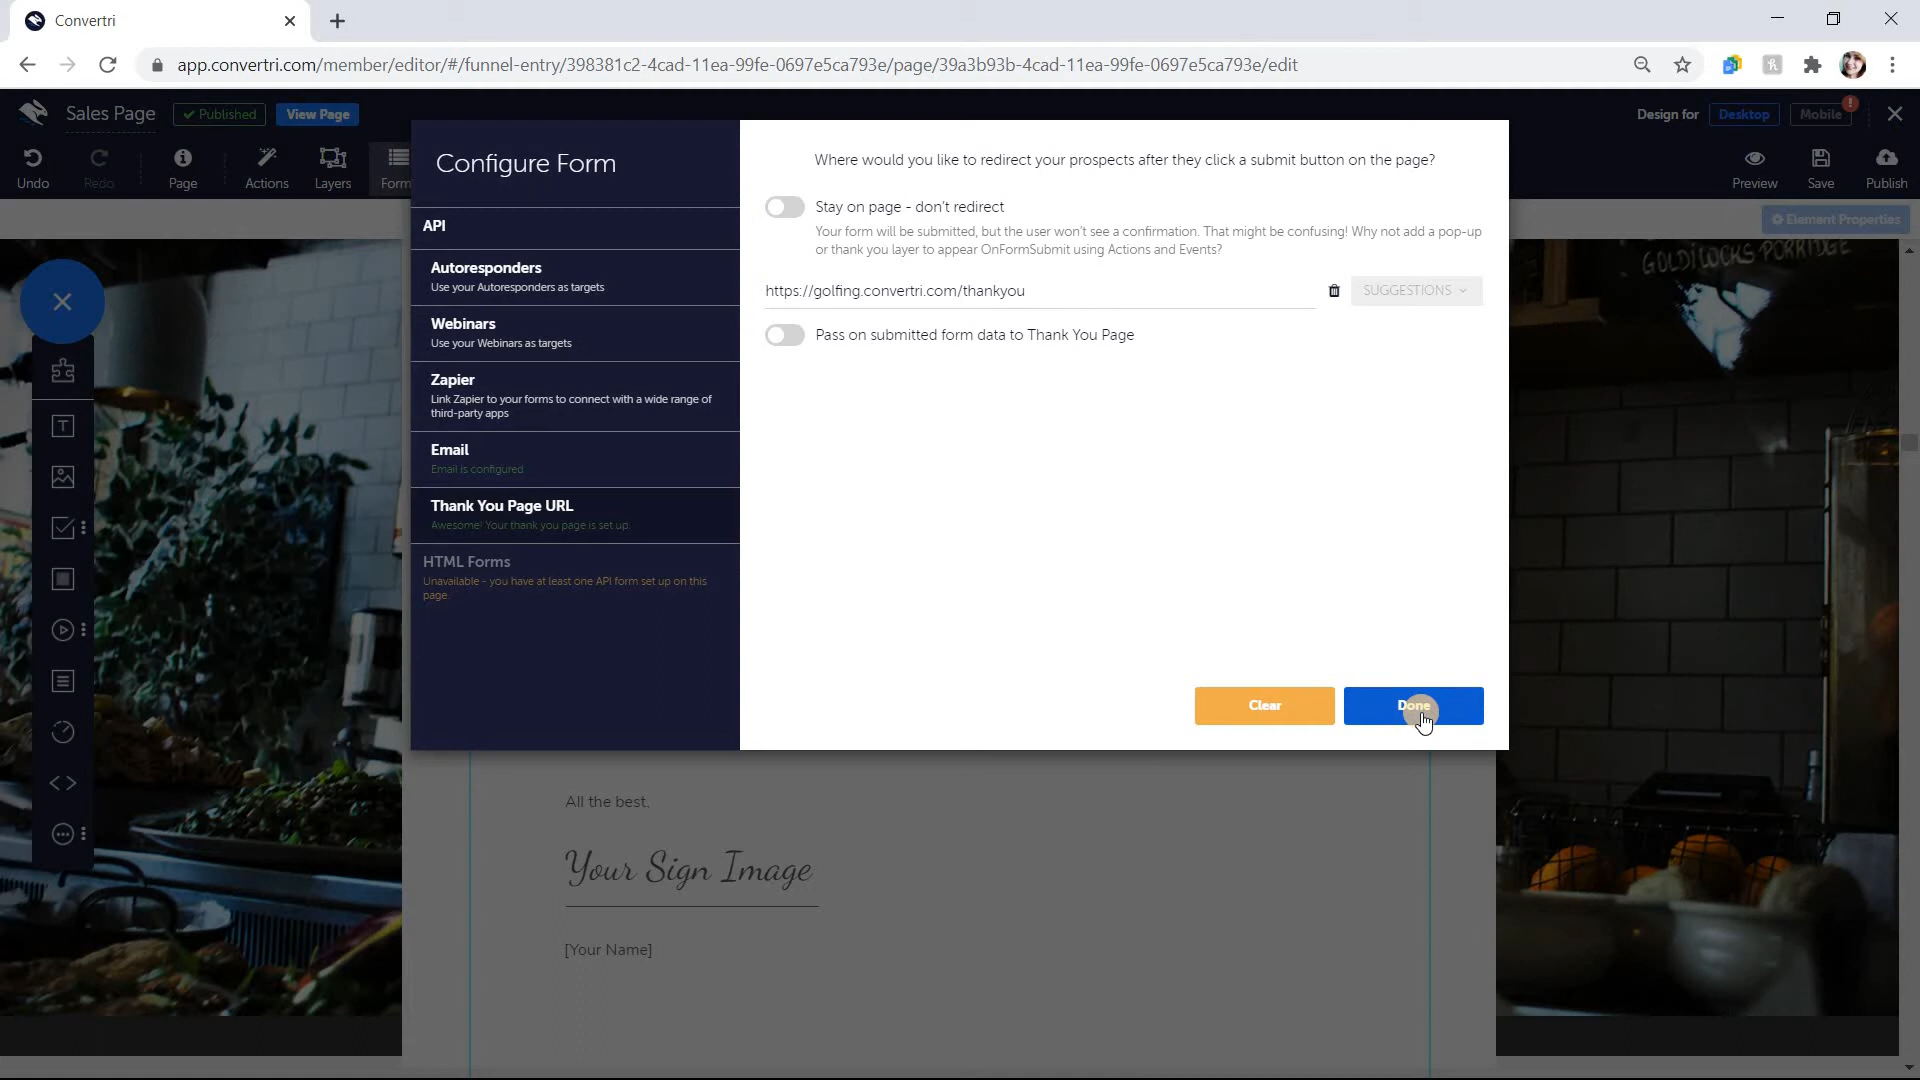 Convertri
app.convertri.com/member/editor/#/funnel-entry/398381c2-4cad-11ea-99fe-0697e5ca793e/page/39a3b93b-4cad-11ea-99fe-0697e5ca793e/edit
Sales Page
Published
View Page
Design for
Desktop
Mobile
!
Undo
Redo
Page
Actions
Layers
Form
Preview
Save
Publish
Element Properties
GOLDILOCKS PORRIDGE
Configure Form
API
Autoresponders
Use your Autoresponders as targets
Webinars
Use your Webinars as targets
Zapier
Link Zapier to your forms to connect with a wide range of
third-party apps
Email
Email is configured
Thank You Page URL
Awesome! Your thank you page is set up.
HTML Forms
Unavailable - you have at least one API form set up on this
page.
Where would you like to redirect your prospects after they click a submit button on the page?
Stay on page - don't redirect
Your form will be submitted, but the user won't see a confirmation. That might be confusing! Why not add a pop-up
or thank you layer to appear OnFormSubmit using Actions and Events?
https://golfing.convertri.com/thankyou
SUGGESTIONS
Pass on submitted form data to Thank You Page
Clear
Done
All the best,
Your Sign Image
[Your Name]